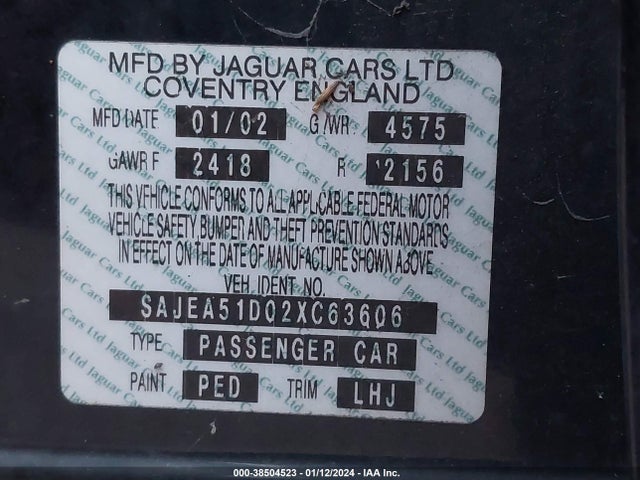 MFD BY JAGUAR CARS LTD
COVENTRY ENGLAND
MFD DATE 01/02 G/WR 4575
GAWR F 2418 R 2156
THIS VEHICLE CONFORMS TO ALL APPLICABLE FEDERAL MOTOR
VEHICLE SAFETY BUMPER AND THEFT PREVENTION STANDARDS
IN EFFECT ON THE DATE OF MANUFACTURE SHOWN ABOVE
VEH IDENT NO.
SAJEA51D02XC63606
TYPE PASSENGER CAR
PAINT PED TRIM LHJ
000-38504523 - 01/12/2024 - IAA Inc.